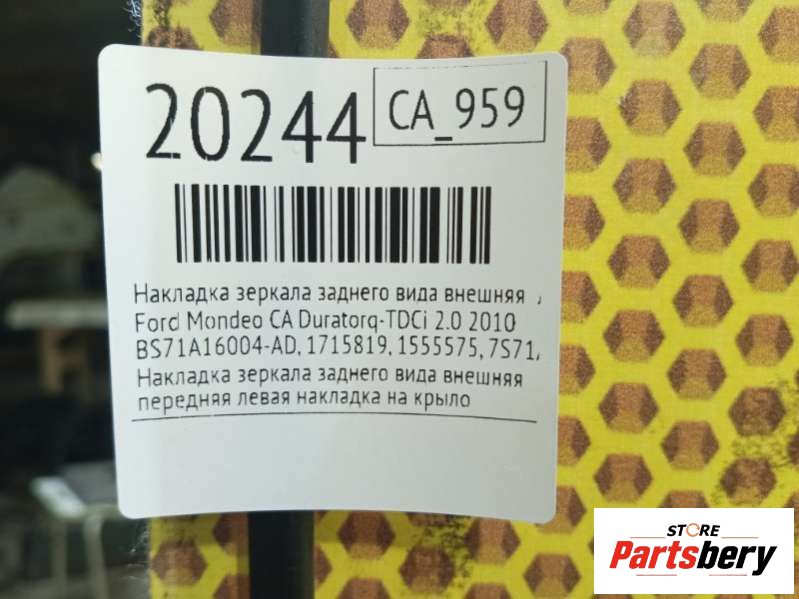 20244
CA_959
Накладка зеркала заднего вида внешняя ,
Ford Mondeo CA Duratorq-TDCi 2.0 2010
BS71A16004-AD, 1715819, 1555575, 7S71,
Накладка зеркала заднего вида внешняя
передняя левая накладка на крыло
STORE
Partsbery